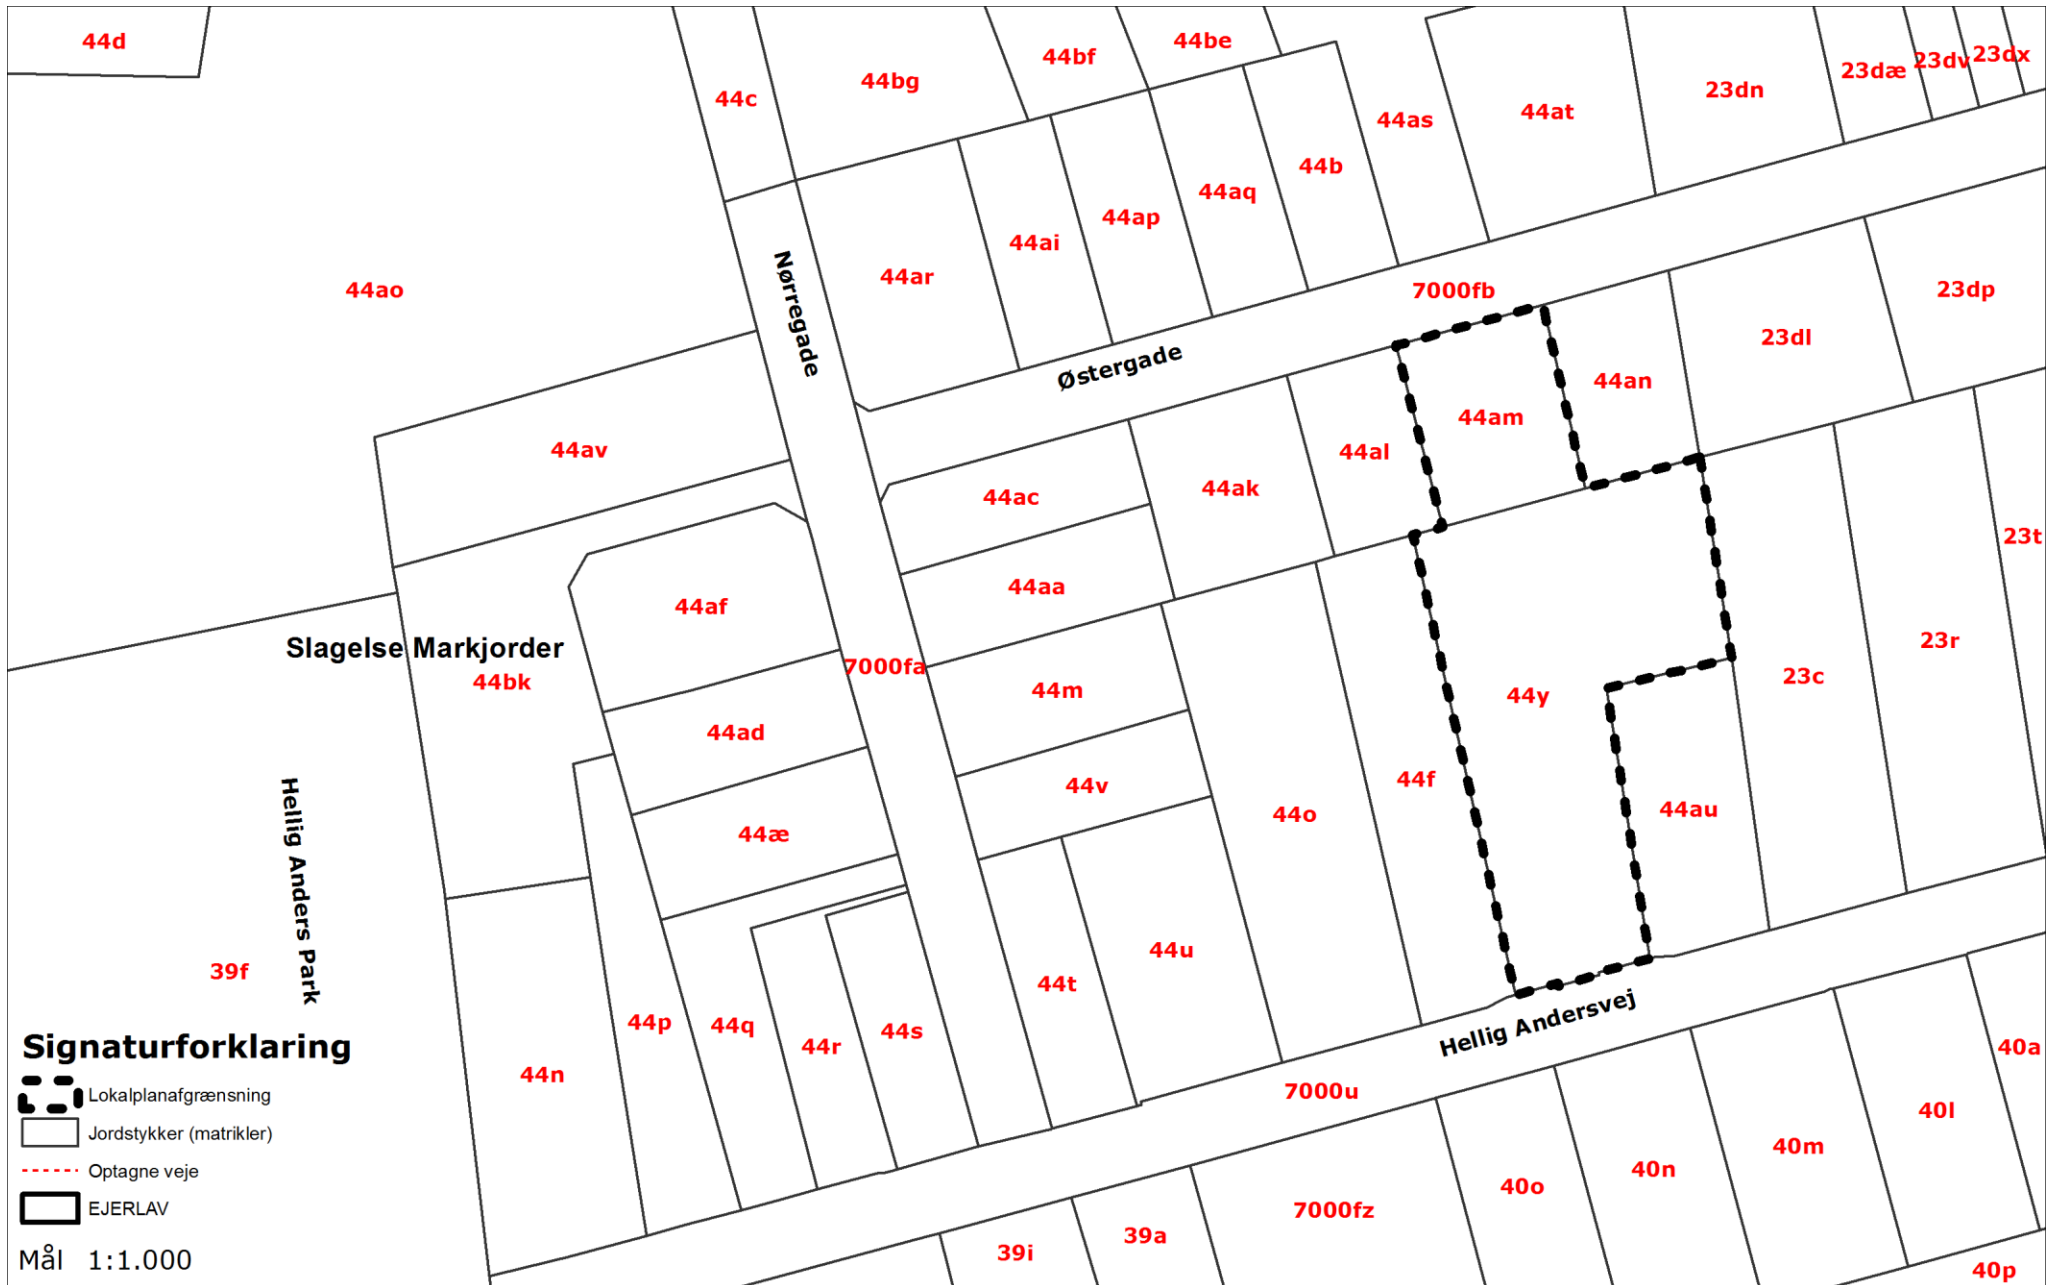 44d
44c
44bg
44bf
44be
44as
44at
23dn
23dæ
23dv
23dx
44ao
Nørregade
44ar
44ai
44ap
44aq
44b
7000fb
23dp
23dl
44an
44am
44al
Østergade
44av
44ac
44ak
44aa
44af
Slagelse Markjorder
44bk
7000fa
44m
44y
23c
23r
23t
44ad
44æ
44v
44o
44f
44au
Hellig Anders Park
39f
44p
44q
44r
44s
44t
44u
44n
Hellig Andersvej
7000u
40a
40l
40m
40n
40o
7000fz
39a
39i
40p
Signaturforklaring
Lokalplanafgrænsning
Jordstykker (matrikler)
Optagne veje
EJERLAV
Mål 1:1.000